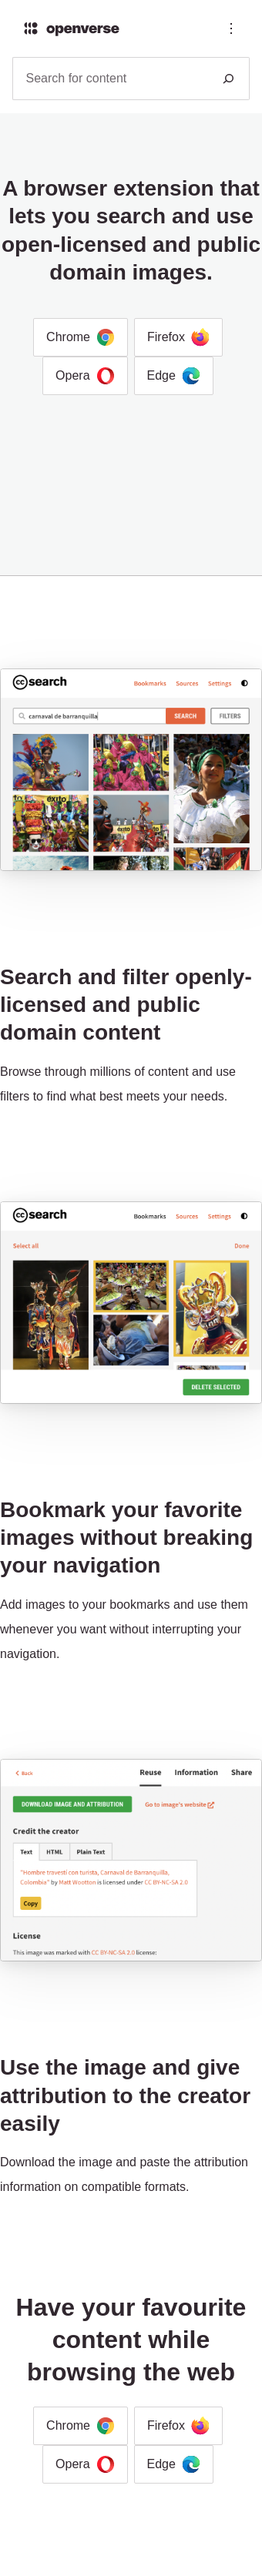 openverse
Search for content
A browser extension that
lets you search and use
open-licensed and public
domain images.
Chrome
Firefox
Opera
Edge
cc search
Bookmarks Sources Settings
carnaval de barranquilla
SEARCH
FILTERS
éxito
éxito
Search and filter openly-
licensed and public
domain content
Browse through millions of content and use
filters to find what best meets your needs.
cc search
Bookmarks Sources Settings
Select all
Done
DELETE SELECTED
Bookmark your favorite
images without breaking
your navigation
Add images to your bookmarks and use them
whenever you want without interrupting your
navigation.
Back
Reuse Information Share
DOWNLOAD IMAGE AND ATTRIBUTION
Go to image's website
Credit the creator
Text HTML Plain Text
"Hombre travestí con turista, Carnaval de Barranquilla,
Colombia" by Matt Wootton is licensed under CC BY-NC-SA 2.0
Copy
License
This image was marked with CC BY-NC-SA 2.0 license:
Use the image and give
attribution to the creator
easily
Download the image and paste the attribution
information on compatible formats.
Have your favourite
content while
browsing the web
Chrome
Firefox
Opera
Edge